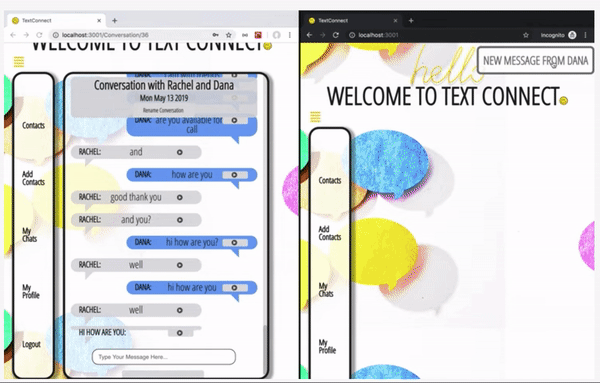 TextConnect
localhost:3001/Conversation/36
WELCOME TO TEXT CONNECT
Contacts
Add
Contacts
My
Chats
My
Profile
Logout
Conversation with Rachel and Dana
Mon May 13 2019
Rename Conversation
DANA: are you available for
call
RACHEL: and
DANA: how are you
RACHEL: good thank you
RACHEL: and you?
DANA: hi how are you?
RACHEL: well
DANA: hi how are you
RACHEL: well
HI HOW ARE YOU:
Type Your Message Here...
TextConnect
localhost:3001
Incognito
NEW MESSAGE FROM DANA
hello
WELCOME TO TEXT CONNECT
Contacts
Add
Contacts
My
Chats
My
Profile